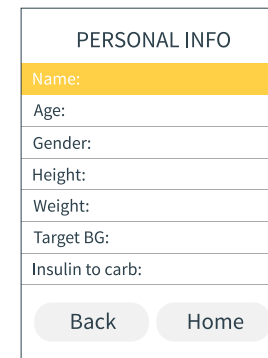 PERSONAL INFO
Name:
Age:
Gender:
Height:
Weight:
Target BG:
Insulin to carb:
Back Home